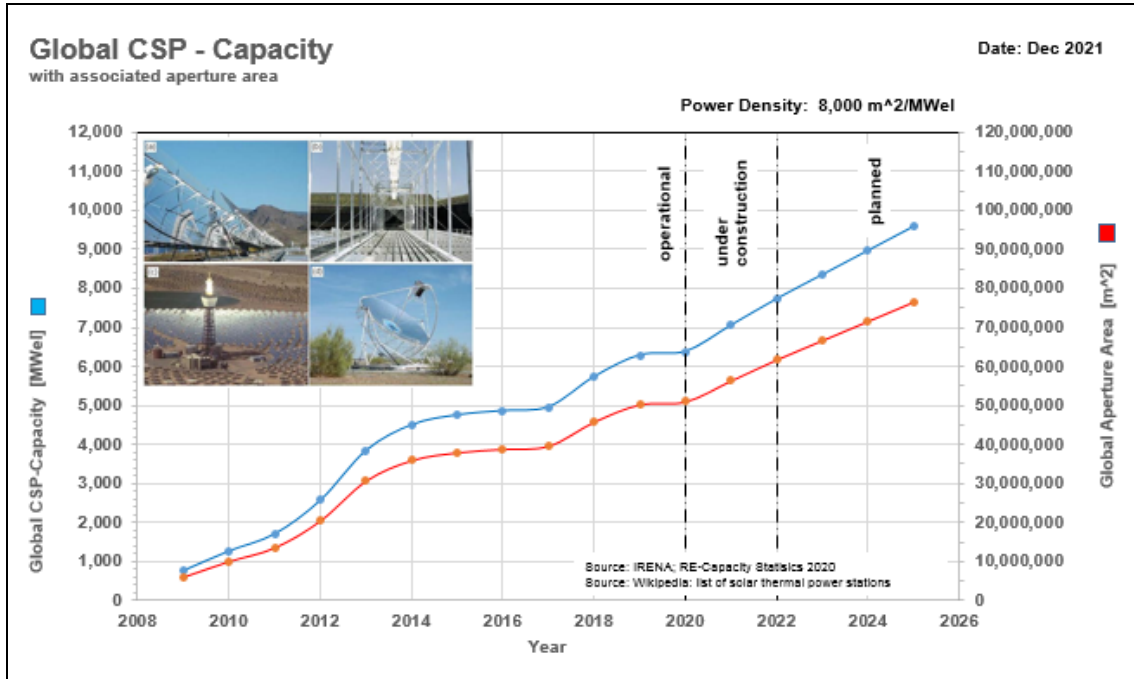 Global CSP - Capacity
with associated aperture area
Date: Dec 2021
Power Density: 8,000 m^2/MWel
12,000
11,000
10,000
9,000
8,000
7,000
6,000
5,000
4,000
3,000
2,000
1,000
0
Global CSP-Capacity [MWel]
(a)
(b)
(c)
(d)
operational
under
construction
planned
120,000,000
110,000,000
100,000,000
90,000,000
80,000,000
70,000,000
60,000,000
50,000,000
40,000,000
30,000,000
20,000,000
10,000,000
0
Global Aperture Area [m^2]
Source: IRENA; RE-Capacity Statisics 2020
Source: Wikipedia: list of solar thermal power stations
2008
2010
2012
2014
2016
2018
2020
2022
2024
2026
Year